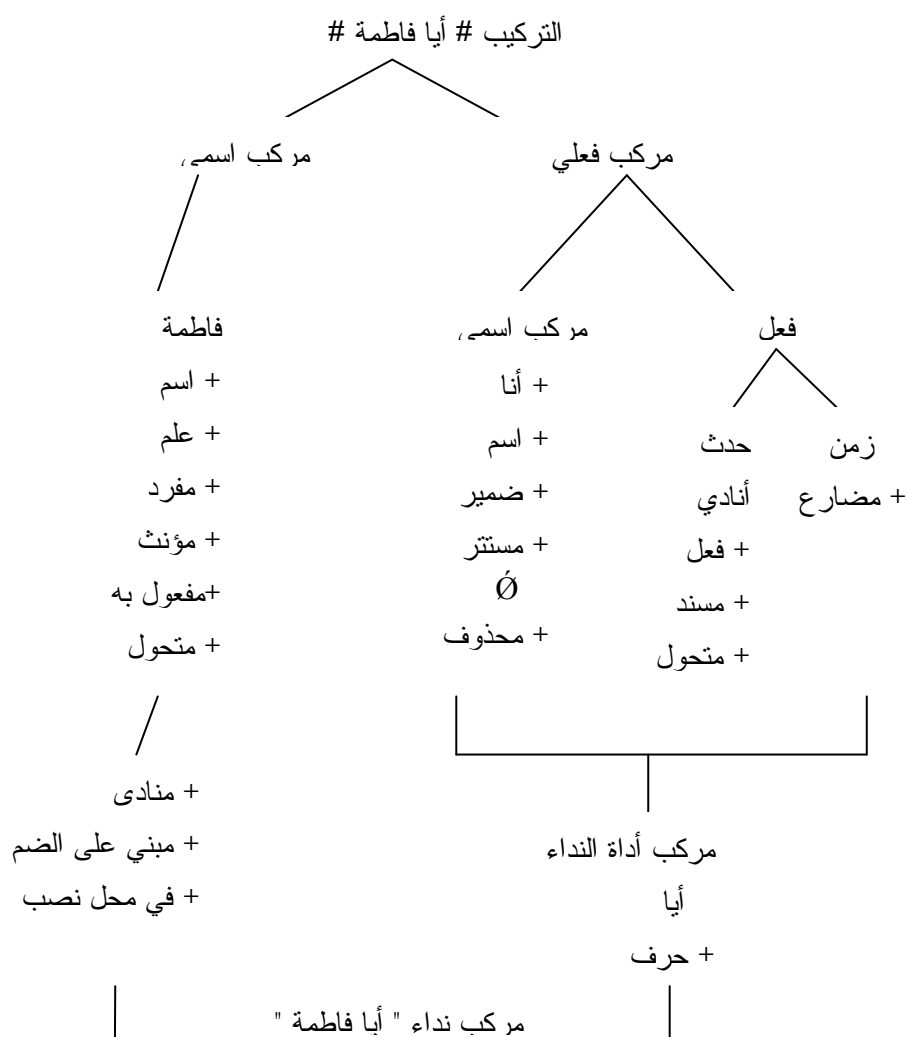 التركيب # أيا فاطمة #
مركب فعلي
مركب اسمي
فعل
مركب اسمي
فاطمة
زمن
+ مضارع
حدث
أنادي
+ فعل
+ مسند
+ متحول
+ أنا
+ اسم
+ ضمير
+ مستتر
Ǿ
+ محذوف
+ اسم
+ علم
+ مفرد
+ مؤنث
+مفعول به
+ متحول
مركب أداة النداء
أيا
+ حرف
+ منادى
+ مبني على الضم
+ في محل نصب
مركب نداء " أيا فاطمة "